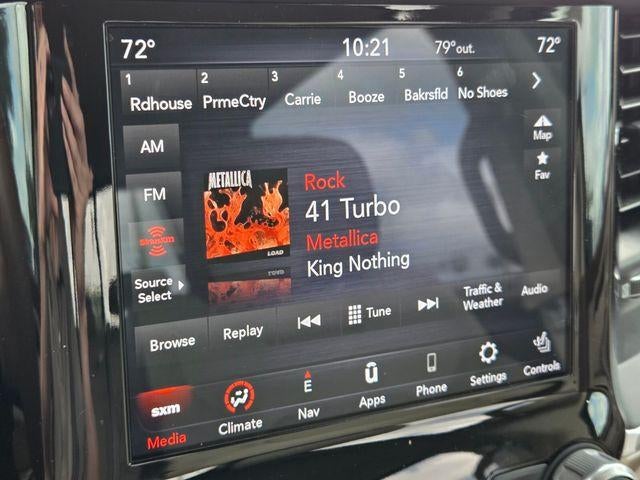 72° 10:21 79°out. 72°
1 Rdhouse 2 PrmeCtry 3 Carrie 4 Booze 5 Bakrsfld 6 No Shoes
AM
FM
SiriusXM
Source
Select
METALLICA
LOAD
Rock
41 Turbo
Metallica
King Nothing
Map
Fav
Browse Replay Tune Traffic &
Weather Audio
sxm
Media Climate E
Nav Apps Phone Settings Controls